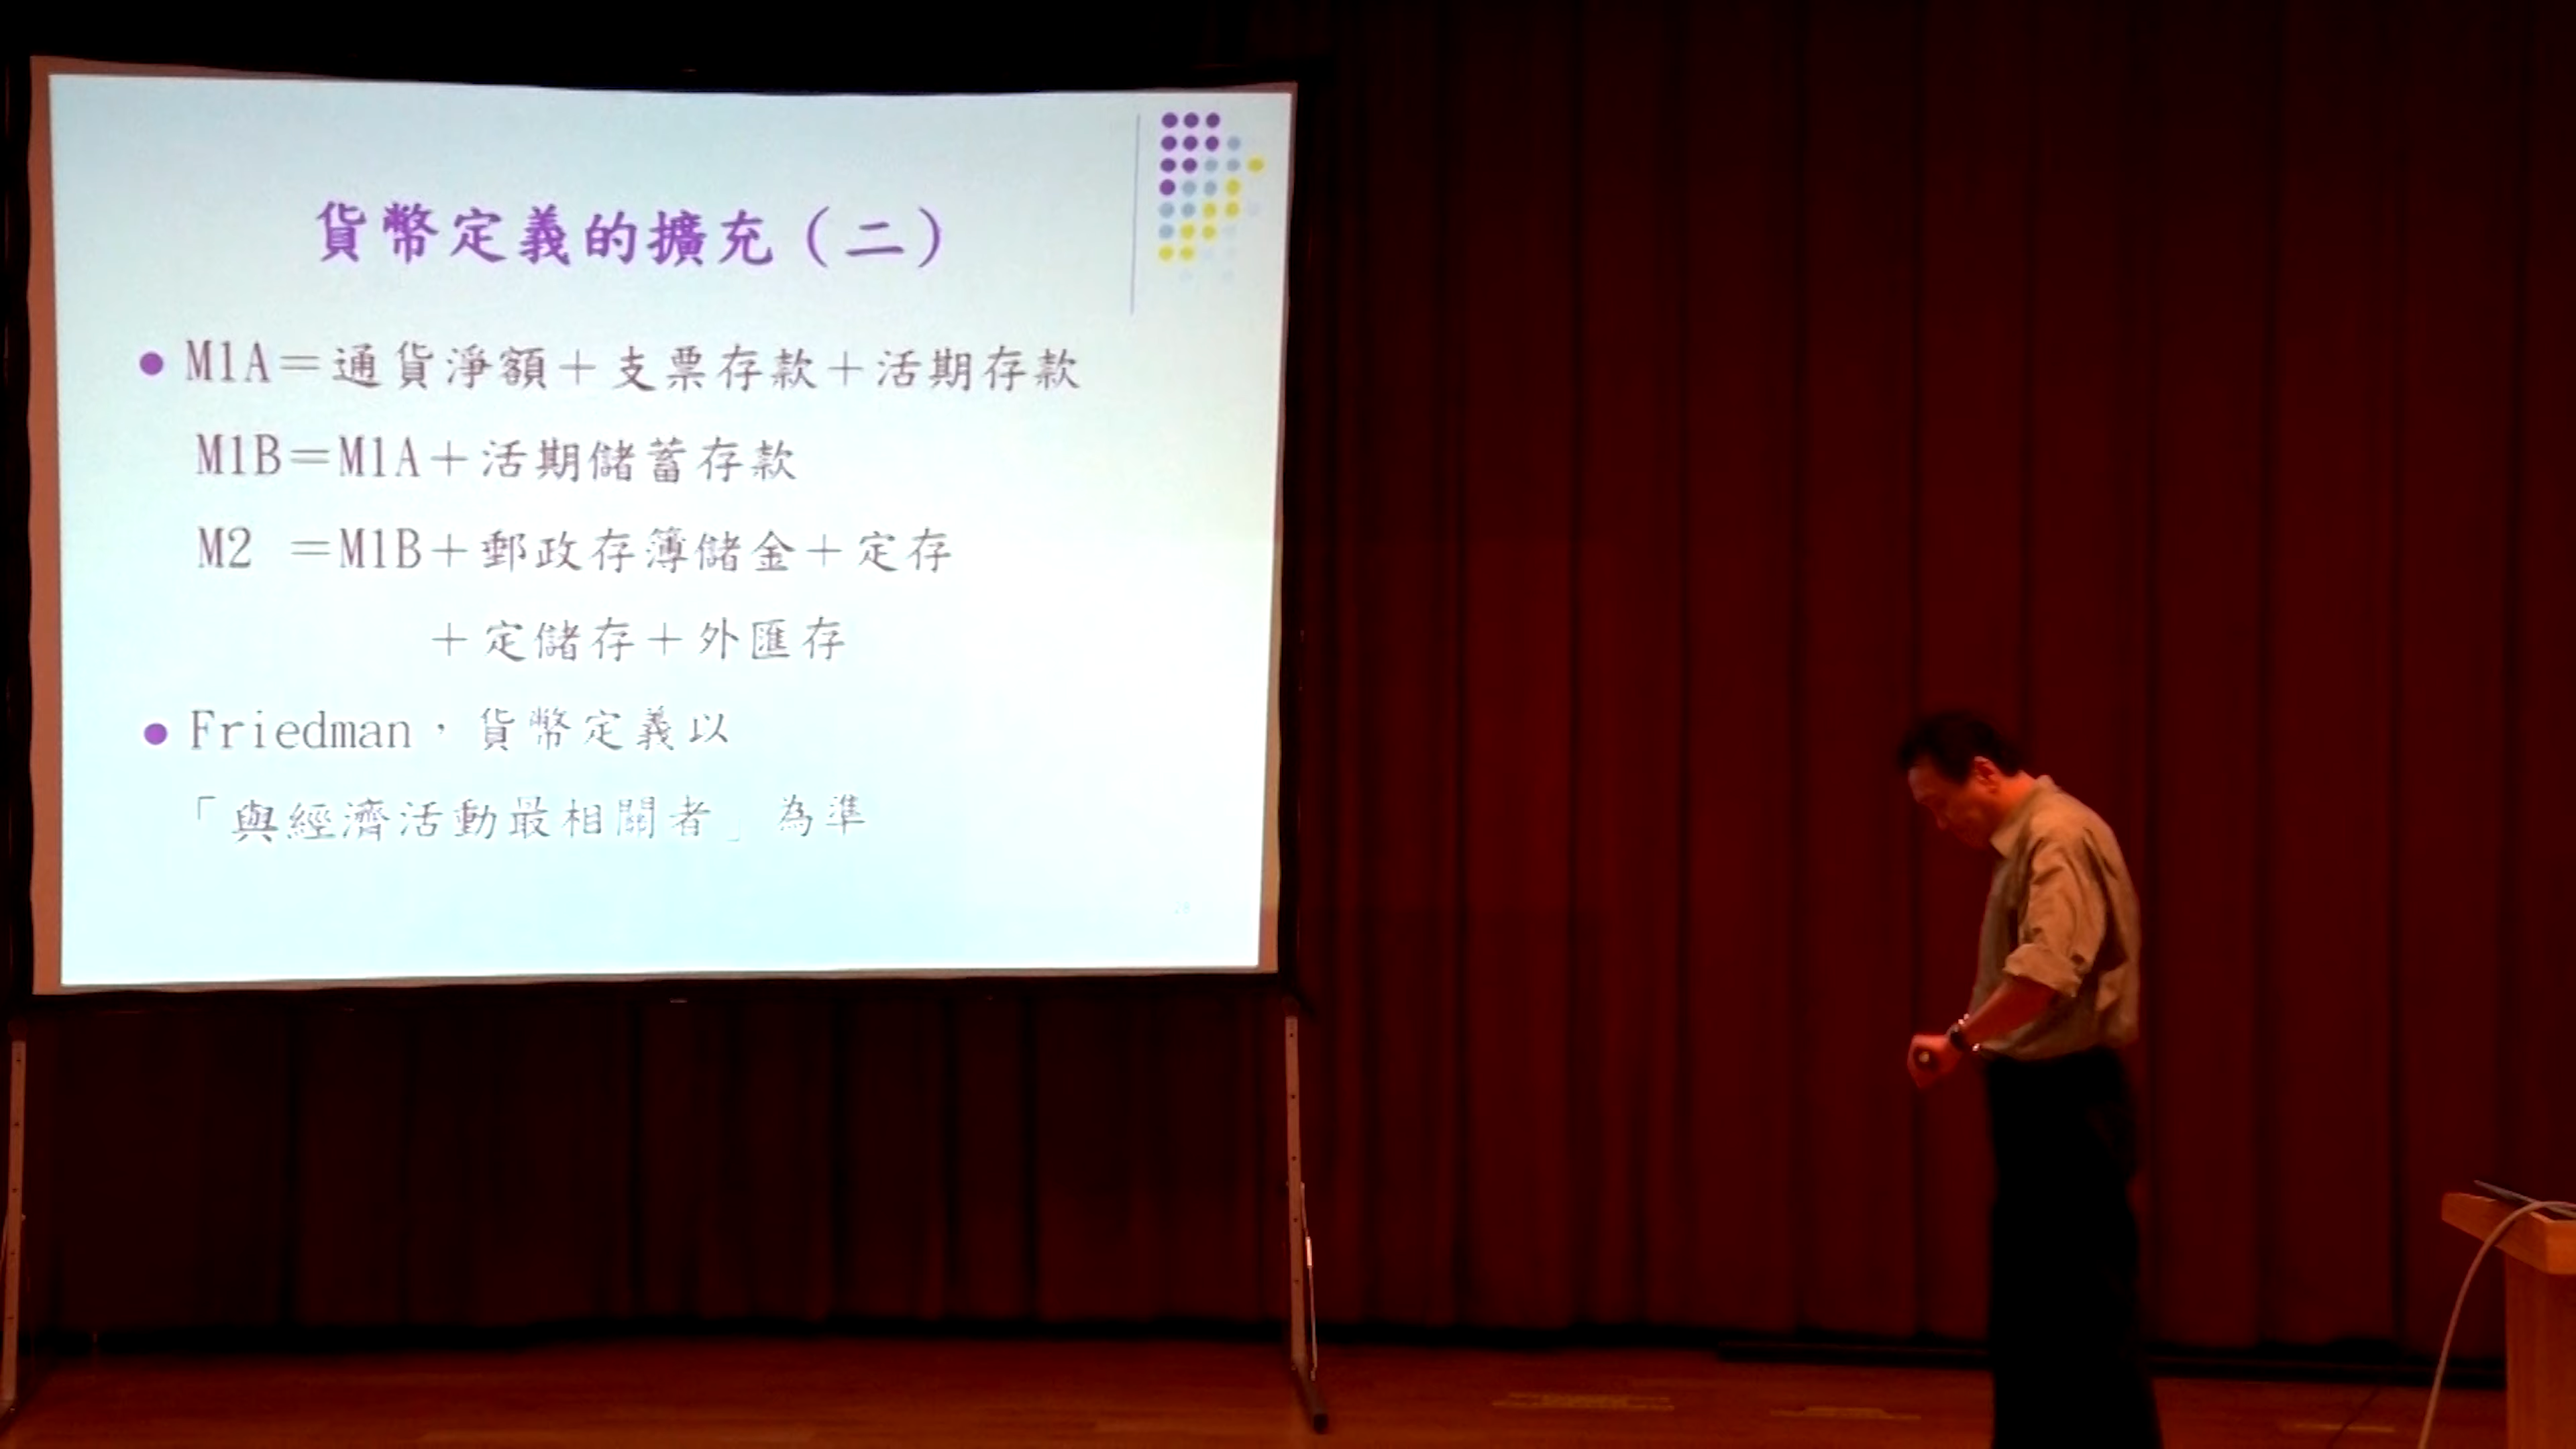 貨幣定義的擴充（二）
M1A＝通貨淨額＋支票存款＋活期存款
M1B＝M1A＋活期儲蓄存款
M2 ＝M1B＋郵政存簿儲金＋定存
＋定儲存＋外匯存
Friedman，貨幣定義以
「與經濟活動最相關者」為準